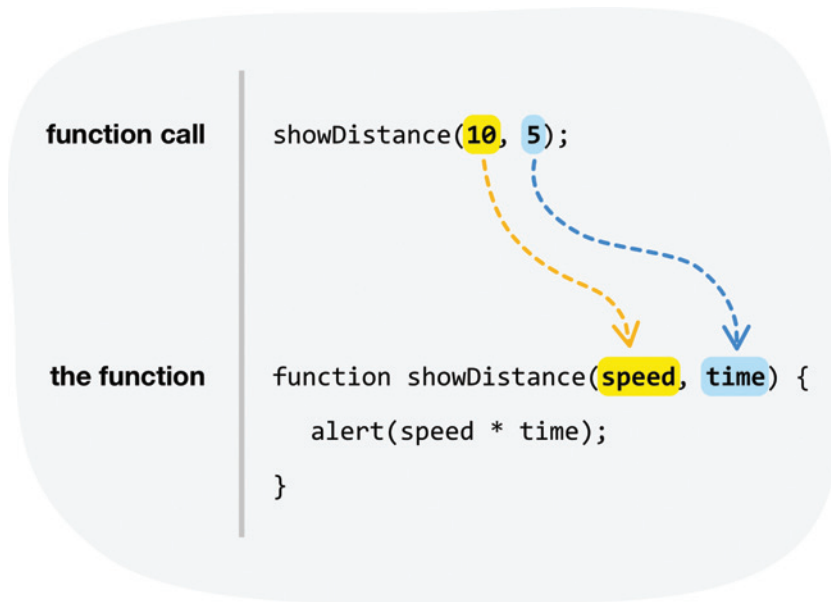 function call
showDistance(10, 5);
the function
function showDistance(speed, time) {
alert(speed * time);
}